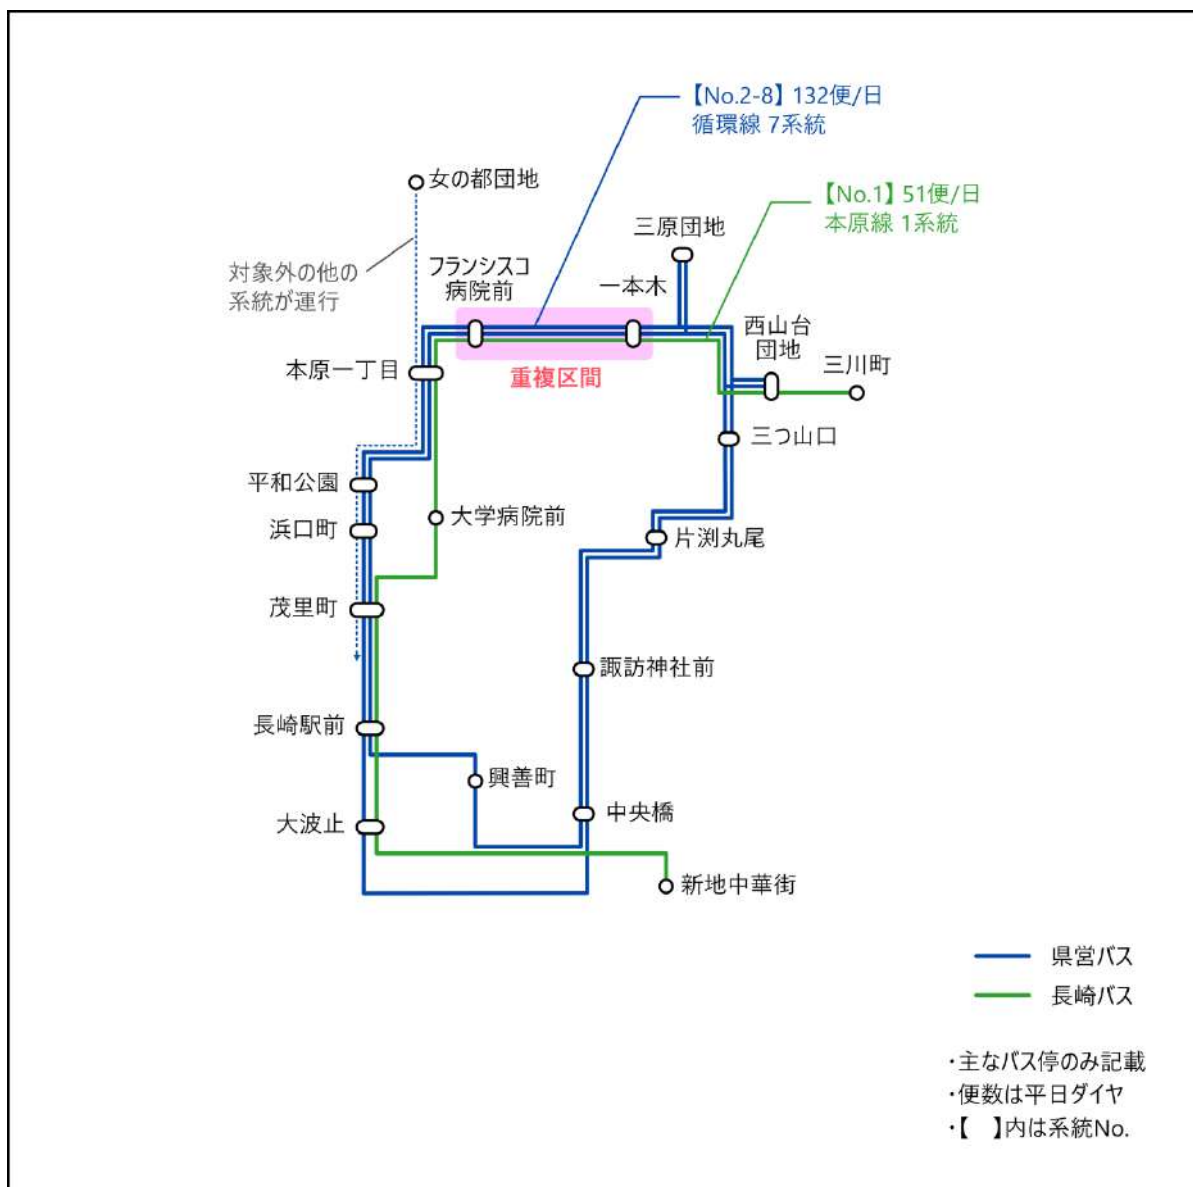 【No.2-8】 132便/日
循環線 7系統
女の都団地
【No.1】 51便/日
本原線 1系統
三原団地
対象外の他の
系統が運行
フランシスコ
病院前
一本木
西山台
団地
三川町
本原一丁目
重複区間
三つ山口
平和公園
大学病院前
浜口町
片渕丸尾
茂里町
諏訪神社前
長崎駅前
興善町
中央橋
大波止
新地中華街
県営バス
長崎バス
・主なバス停のみ記載
・便数は平日ダイヤ
・【　】内は系統No.